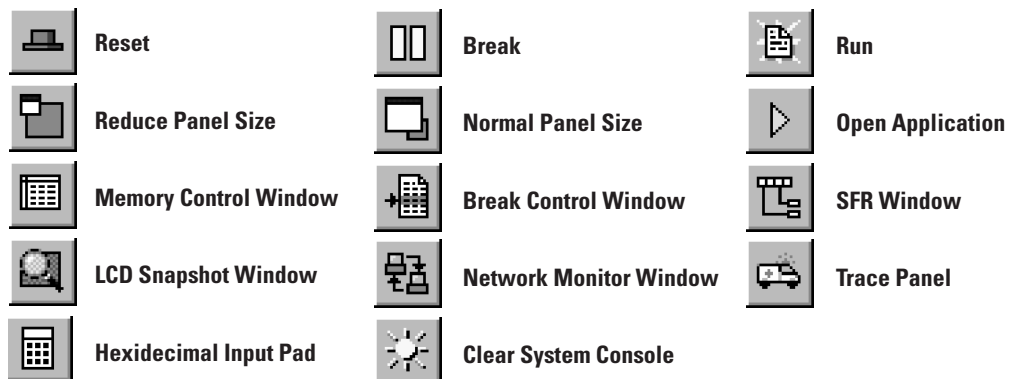 Reset
Break
Run
Reduce Panel Size
Normal Panel Size
Open Application
Memory Control Window
Break Control Window
SFR Window
LCD Snapshot Window
Network Monitor Window
Trace Panel
Hexidecimal Input Pad
Clear System Console